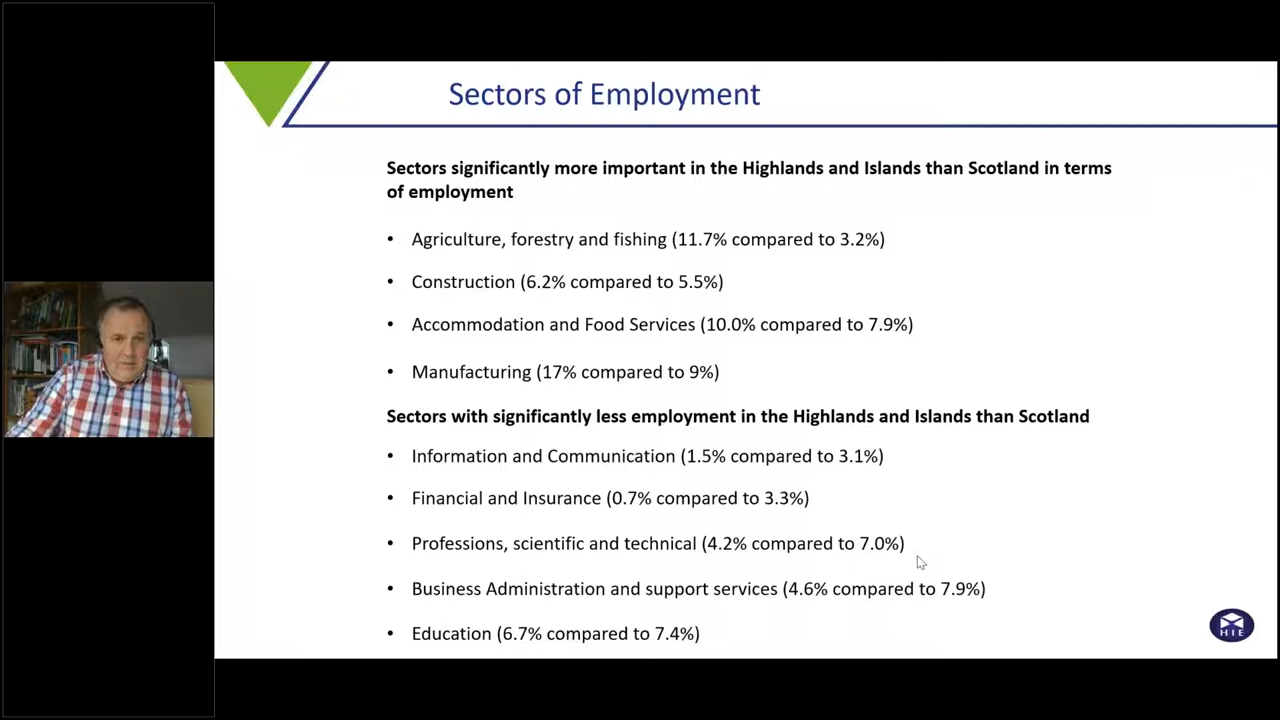 Sectors of Employment
Sectors significantly more important in the Highlands and Islands than Scotland in terms
of employment
• Agriculture, forestry and fishing (11.7% compared to 3.2%)
• Construction (6.2% compared to 5.5%)
• Accommodation and Food Services (10.0% compared to 7.9%)
• Manufacturing (17% compared to 9%)
Sectors with significantly less employment in the Highlands and Islands than Scotland
• Information and Communication (1.5% compared to 3.1%)
• Financial and Insurance (0.7% compared to 3.3%)
• Professions, scientific and technical (4.2% compared to 7.0%)
• Business Administration and support services (4.6% compared to 7.9%)
• Education (6.7% compared to 7.4%)
HIE